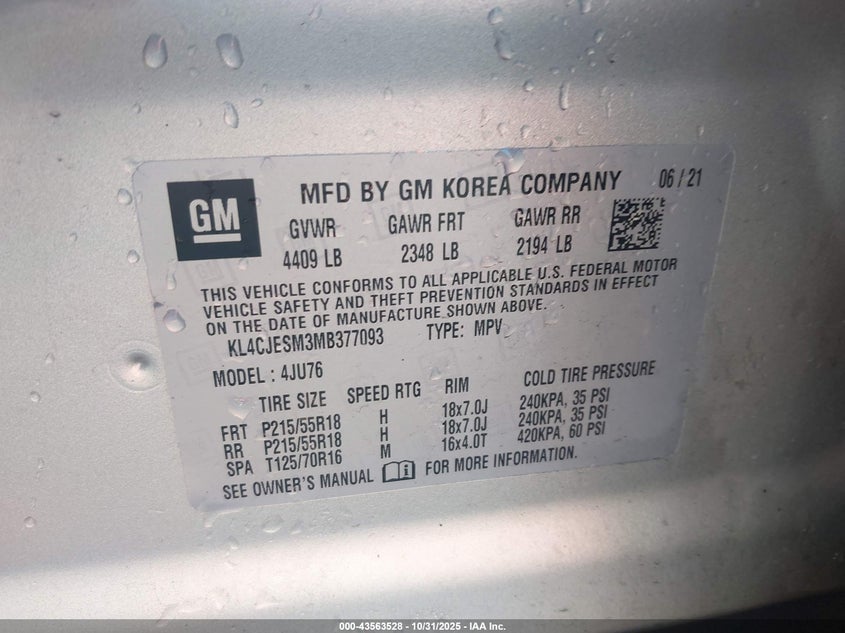 GM
MFD BY GM KOREA COMPANY 06 / 21
GVWR GAWR FRT GAWR RR
4409 LB 2348 LB 2194 LB
THIS VEHICLE CONFORMS TO ALL APPLICABLE U.S. FEDERAL MOTOR
VEHICLE SAFETY AND THEFT PREVENTION STANDARDS IN EFFECT
ON THE DATE OF MANUFACTURE SHOWN ABOVE.
KL4CJESM3MB377093 TYPE: MPV
MODEL : 4JU76
TIRE SIZE SPEED RTG RIM COLD TIRE PRESSURE
FRT P215/55R18 H 18x7.0J 240KPA, 35 PSI
RR P215/55R18 H 18x7.0J 240KPA, 35 PSI
SPA T125/70R16 M 16x4.0T 420KPA, 60 PSI
SEE OWNER'S MANUAL FOR MORE INFORMATION.
000-43563528 - 10/31/2025 - IAA Inc.